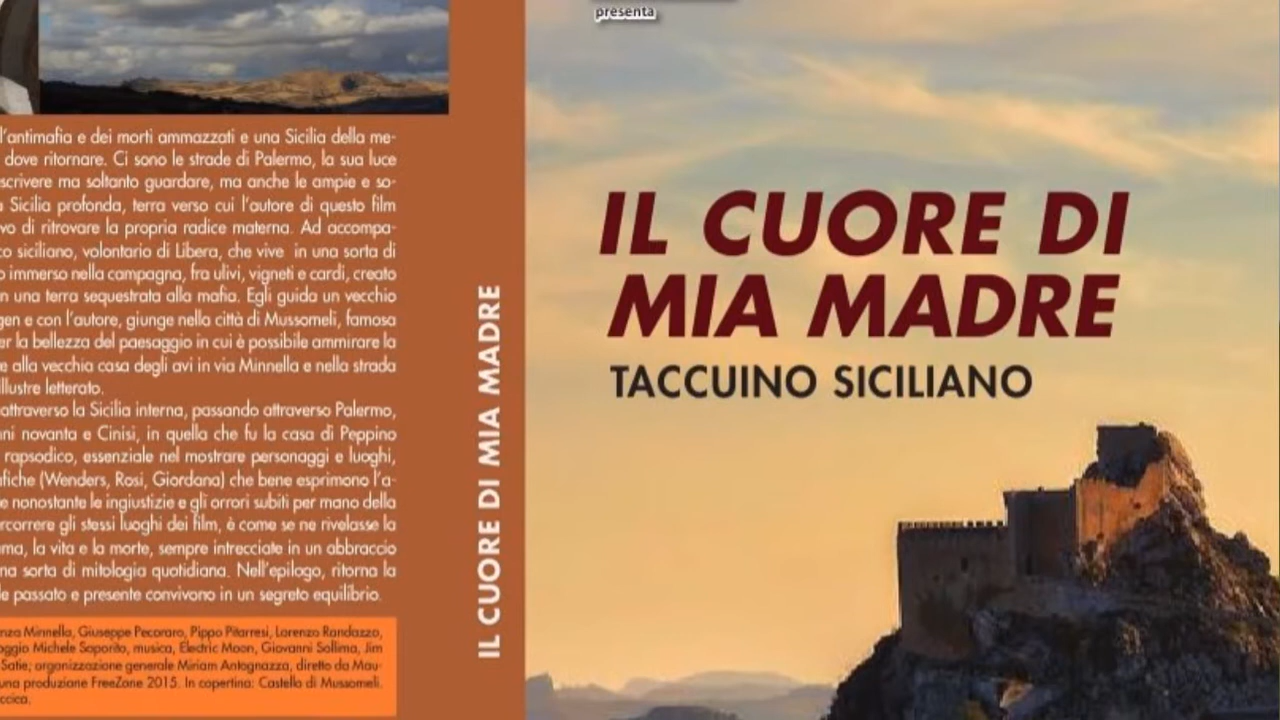 l'antimafia e dei morti ammazzati e una Sicilia della me-
dove ritornare. Ci sono le strade di Palermo, la sua luce
scrivere ma soltanto guardare, ma anche le ampie e so-
a Sicilia profonda, terra verso cui l'autore di questo film
vo di ritrovare la propria radice materna. Ad accompa-
co siciliano, volontario di Libera, che vive in una sorta di
o immerso nella campagna, fra ulivi, vigneti e cardi, creato
n una terra sequestrata alla mafia. Egli guida un vecchio
gen e con l'autore, giunge nella città di Mussomeli, famosa
er la bellezza del paesaggio in cui è possibile ammirare la
e alla vecchia casa degli avi in via Minnella e nella strada
illustre letterato.
attraverso la Sicilia interna, passando attraverso Palermo,
nni novanta e Cinisi, in quella che fu la casa di Peppino
rapsodico, essenziale nel mostrare personaggi e luoghi,
afiche (Wenders, Rosi, Giordana) che bene esprimono l'a-
e nonostante le ingiustizie e gli orrori subiti per mano della
ercorrere gli stessi luoghi dei film, è come se ne rivelasse la
ma, la vita e la morte, sempre intrecciate in un abbraccio
na sorta di mitologia quotidiana. Nell'epilogo, ritorna la
le passato e presente convivono in un segreto equilibrio.
nza Minnella, Giuseppe Pecoraro, Pippo Pitarresi, Lorenzo Randazzo,
oggio Michele Saporito, musica, Electric Moon, Giovanni Sollima, Jim
Satie; organizzazione generale Miriam Antognazza, diretto da Mau-
una produzione FreeZone 2015. In copertina: Castello di Mussomeli.
ccica.
IL CUORE DI MIA MADRE
presenta
IL CUORE DI
MIA MADRE
TACCUINO SICILIANO